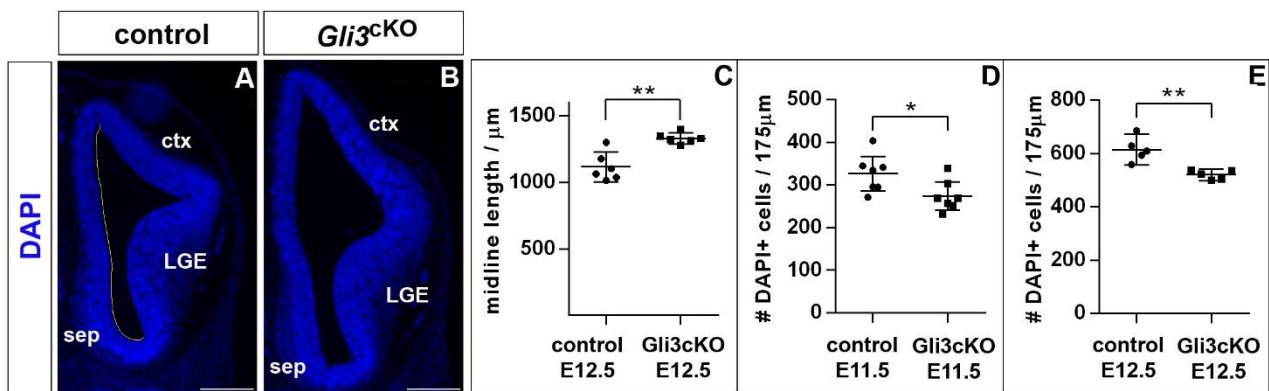 control
Gli3cKO
DAPI
A
ctx
LGE
sep
B
ctx
LGE
sep
C
**
midline length / μm
1500
1000
500
control
E12.5
Gli3cKO
E12.5
D
*
# DAPI+ cells / 175μm
500
400
300
200
100
0
control
E11.5
Gli3cKO
E11.5
E
**
# DAPI+ cells / 175μm
800
600
400
200
0
control
E12.5
Gli3cKO
E12.5